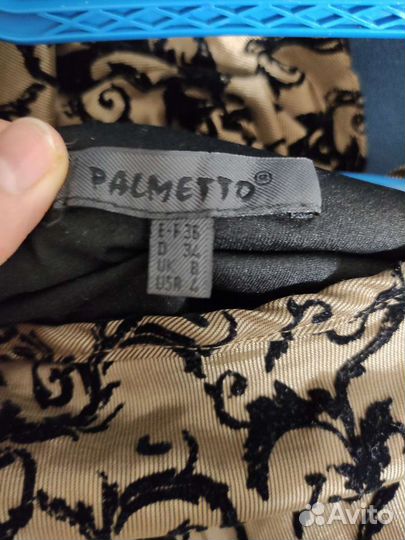 PALMETTO®
E-F 36
D 34
UK 8
USA 4
Avito